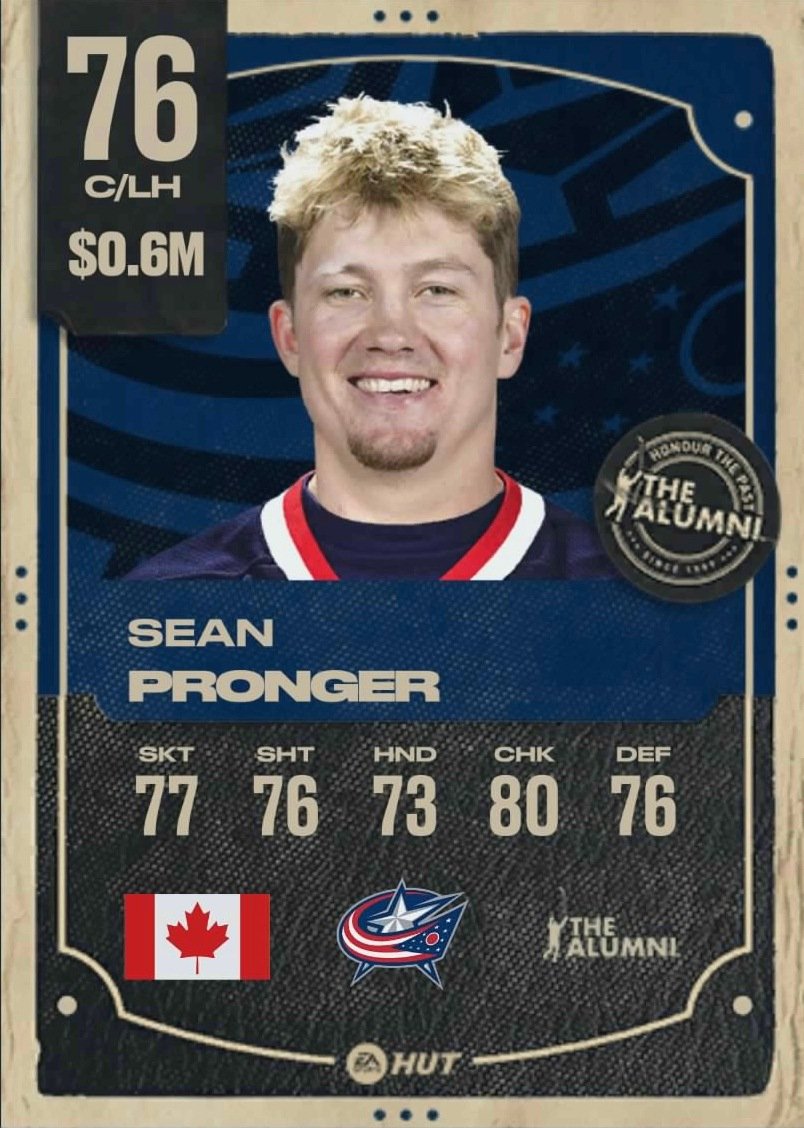 76
C/LH
$0.6M
HONOUR THE PAST
THE
ALUMNI
SEAN
PRONGER
SKT SHT HND CHK DEF
77 76 73 80 76
THE
ALUMNI
EA
HUT